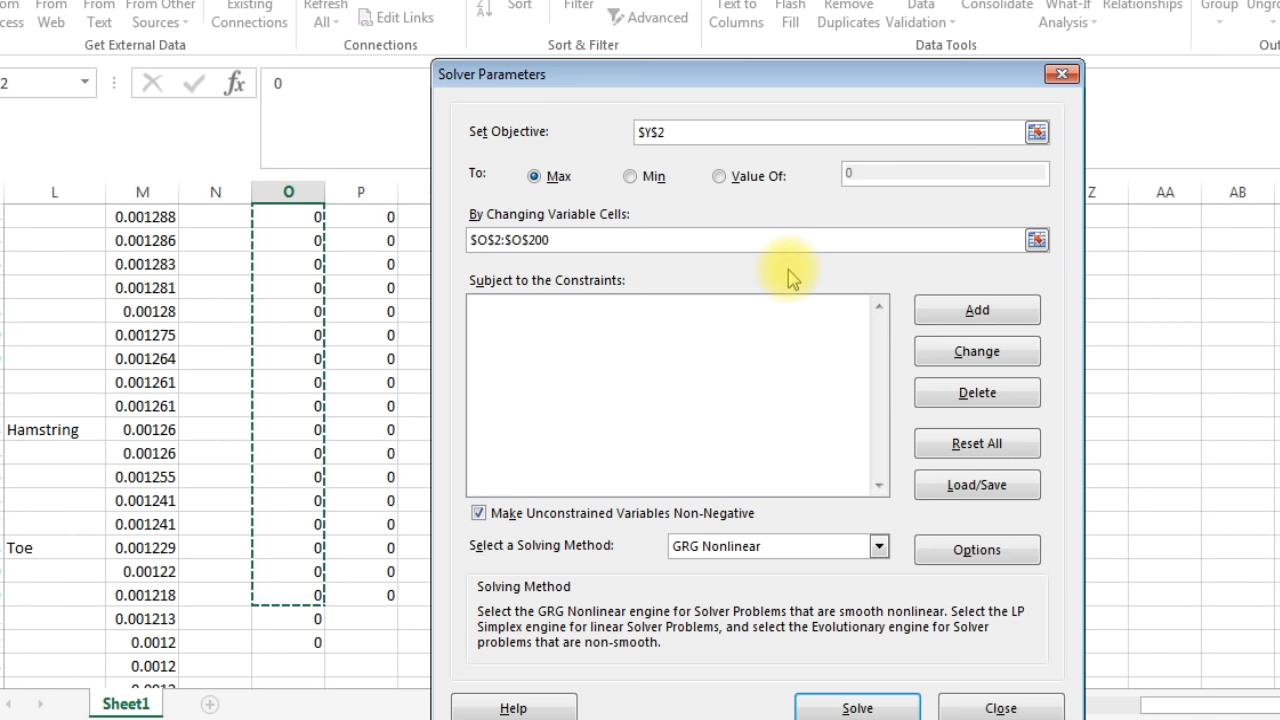 From From From Other Existing Refresh Sort Filter Text to Flash Remove Data Consolidate What-If Relationships Group
Web Text Sources Connections All Edit Links Advanced Columns Fill Duplicates Validation Analysis
Get External Data Connections Sort & Filter Data Tools
2 fx 0
L M N O P Z AA AB
0.001288 0 0
0.001286 0 0
0.001283 0 0
0.001281 0 0
0.00128 0 0
0.001275 0 0
0.001264 0 0
0.001261 0 0
0.001261 0 0
Hamstring 0.00126 0 0
0.00126 0 0
0.001255 0 0
0.001241 0 0
0.001241 0 0
Toe 0.001229 0 0
0.00122 0 0
0.001218 0 0
0.001213 0
0.0012 0
0.0012
Sheet1
Solver Parameters
Set Objective: $Y$2
To: Max Min Value Of: 0
By Changing Variable Cells:
$O$2:$O$200
Subject to the Constraints:
Add
Change
Delete
Reset All
Load/Save
Make Unconstrained Variables Non-Negative
Select a Solving Method: GRG Nonlinear Options
Solving Method
Select the GRG Nonlinear engine for Solver Problems that are smooth nonlinear. Select the LP
Simplex engine for linear Solver Problems, and select the Evolutionary engine for Solver
problems that are non-smooth.
Help Solve Close